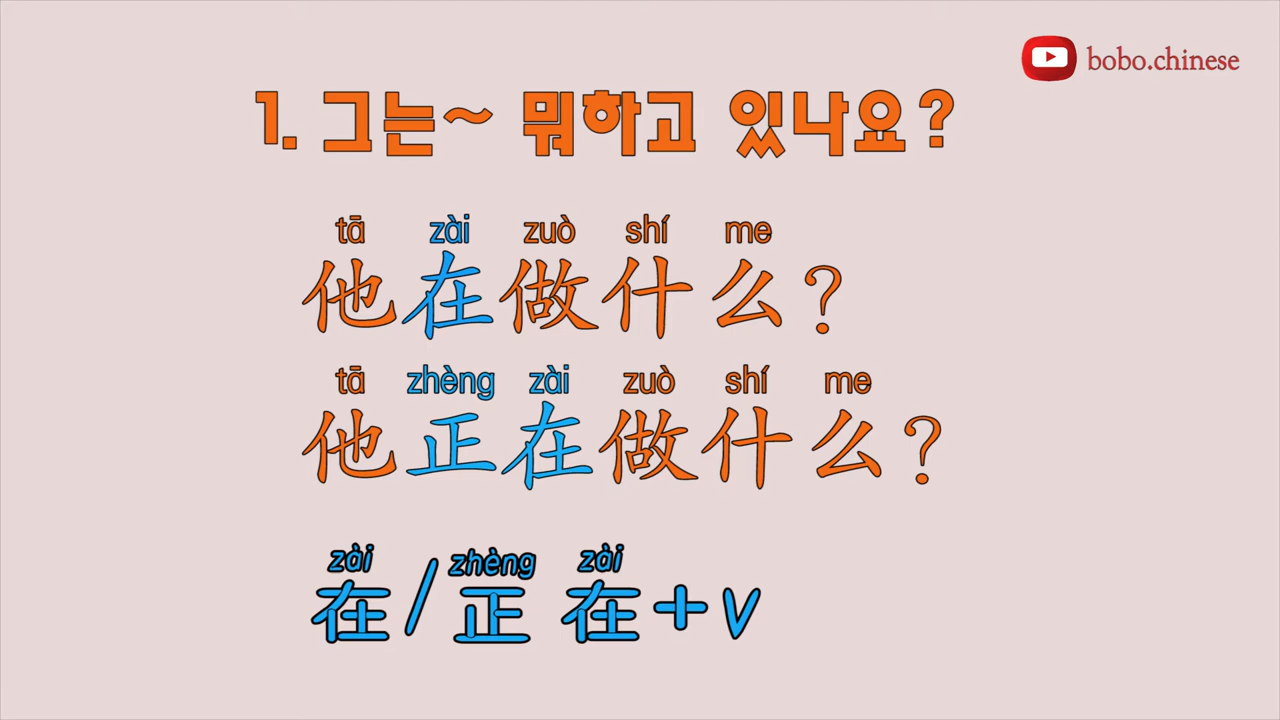 bobo.chinese
1. 그는~ 뭐하고 있나요?
tā zài zuò shí me
他在做什么？
tā zhèng zài zuò shí me
他正在做什么？
zài zhèng zài
在/正 在+v